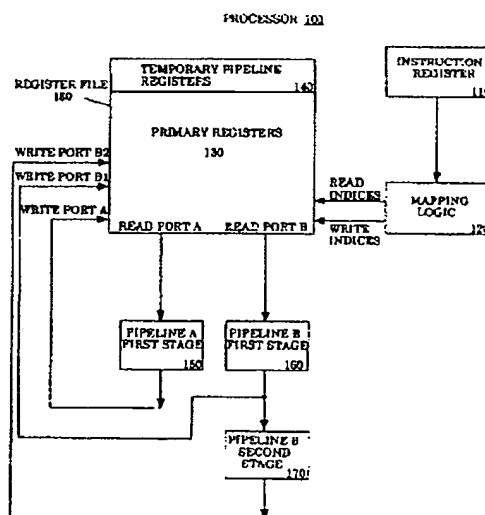 PROCESSOR 101
TEMPORARY PIPELINE
REGISTERS 140
REGISTER FILE
180
PRIMARY REGISTERS
130
WRITE PORT B2
WRITE PORT B1
WRITE PORT A
READ PORT A
READ PORT B
INSTRUCTION
REGISTER
READ
INDICES
MAPPING
LOGIC
WRITE
INDICES
PIPELINE A
FIRST STAGE
150
PIPELINE B
FIRST STAGE
160
PIPELINE B
SECOND
STAGE
170